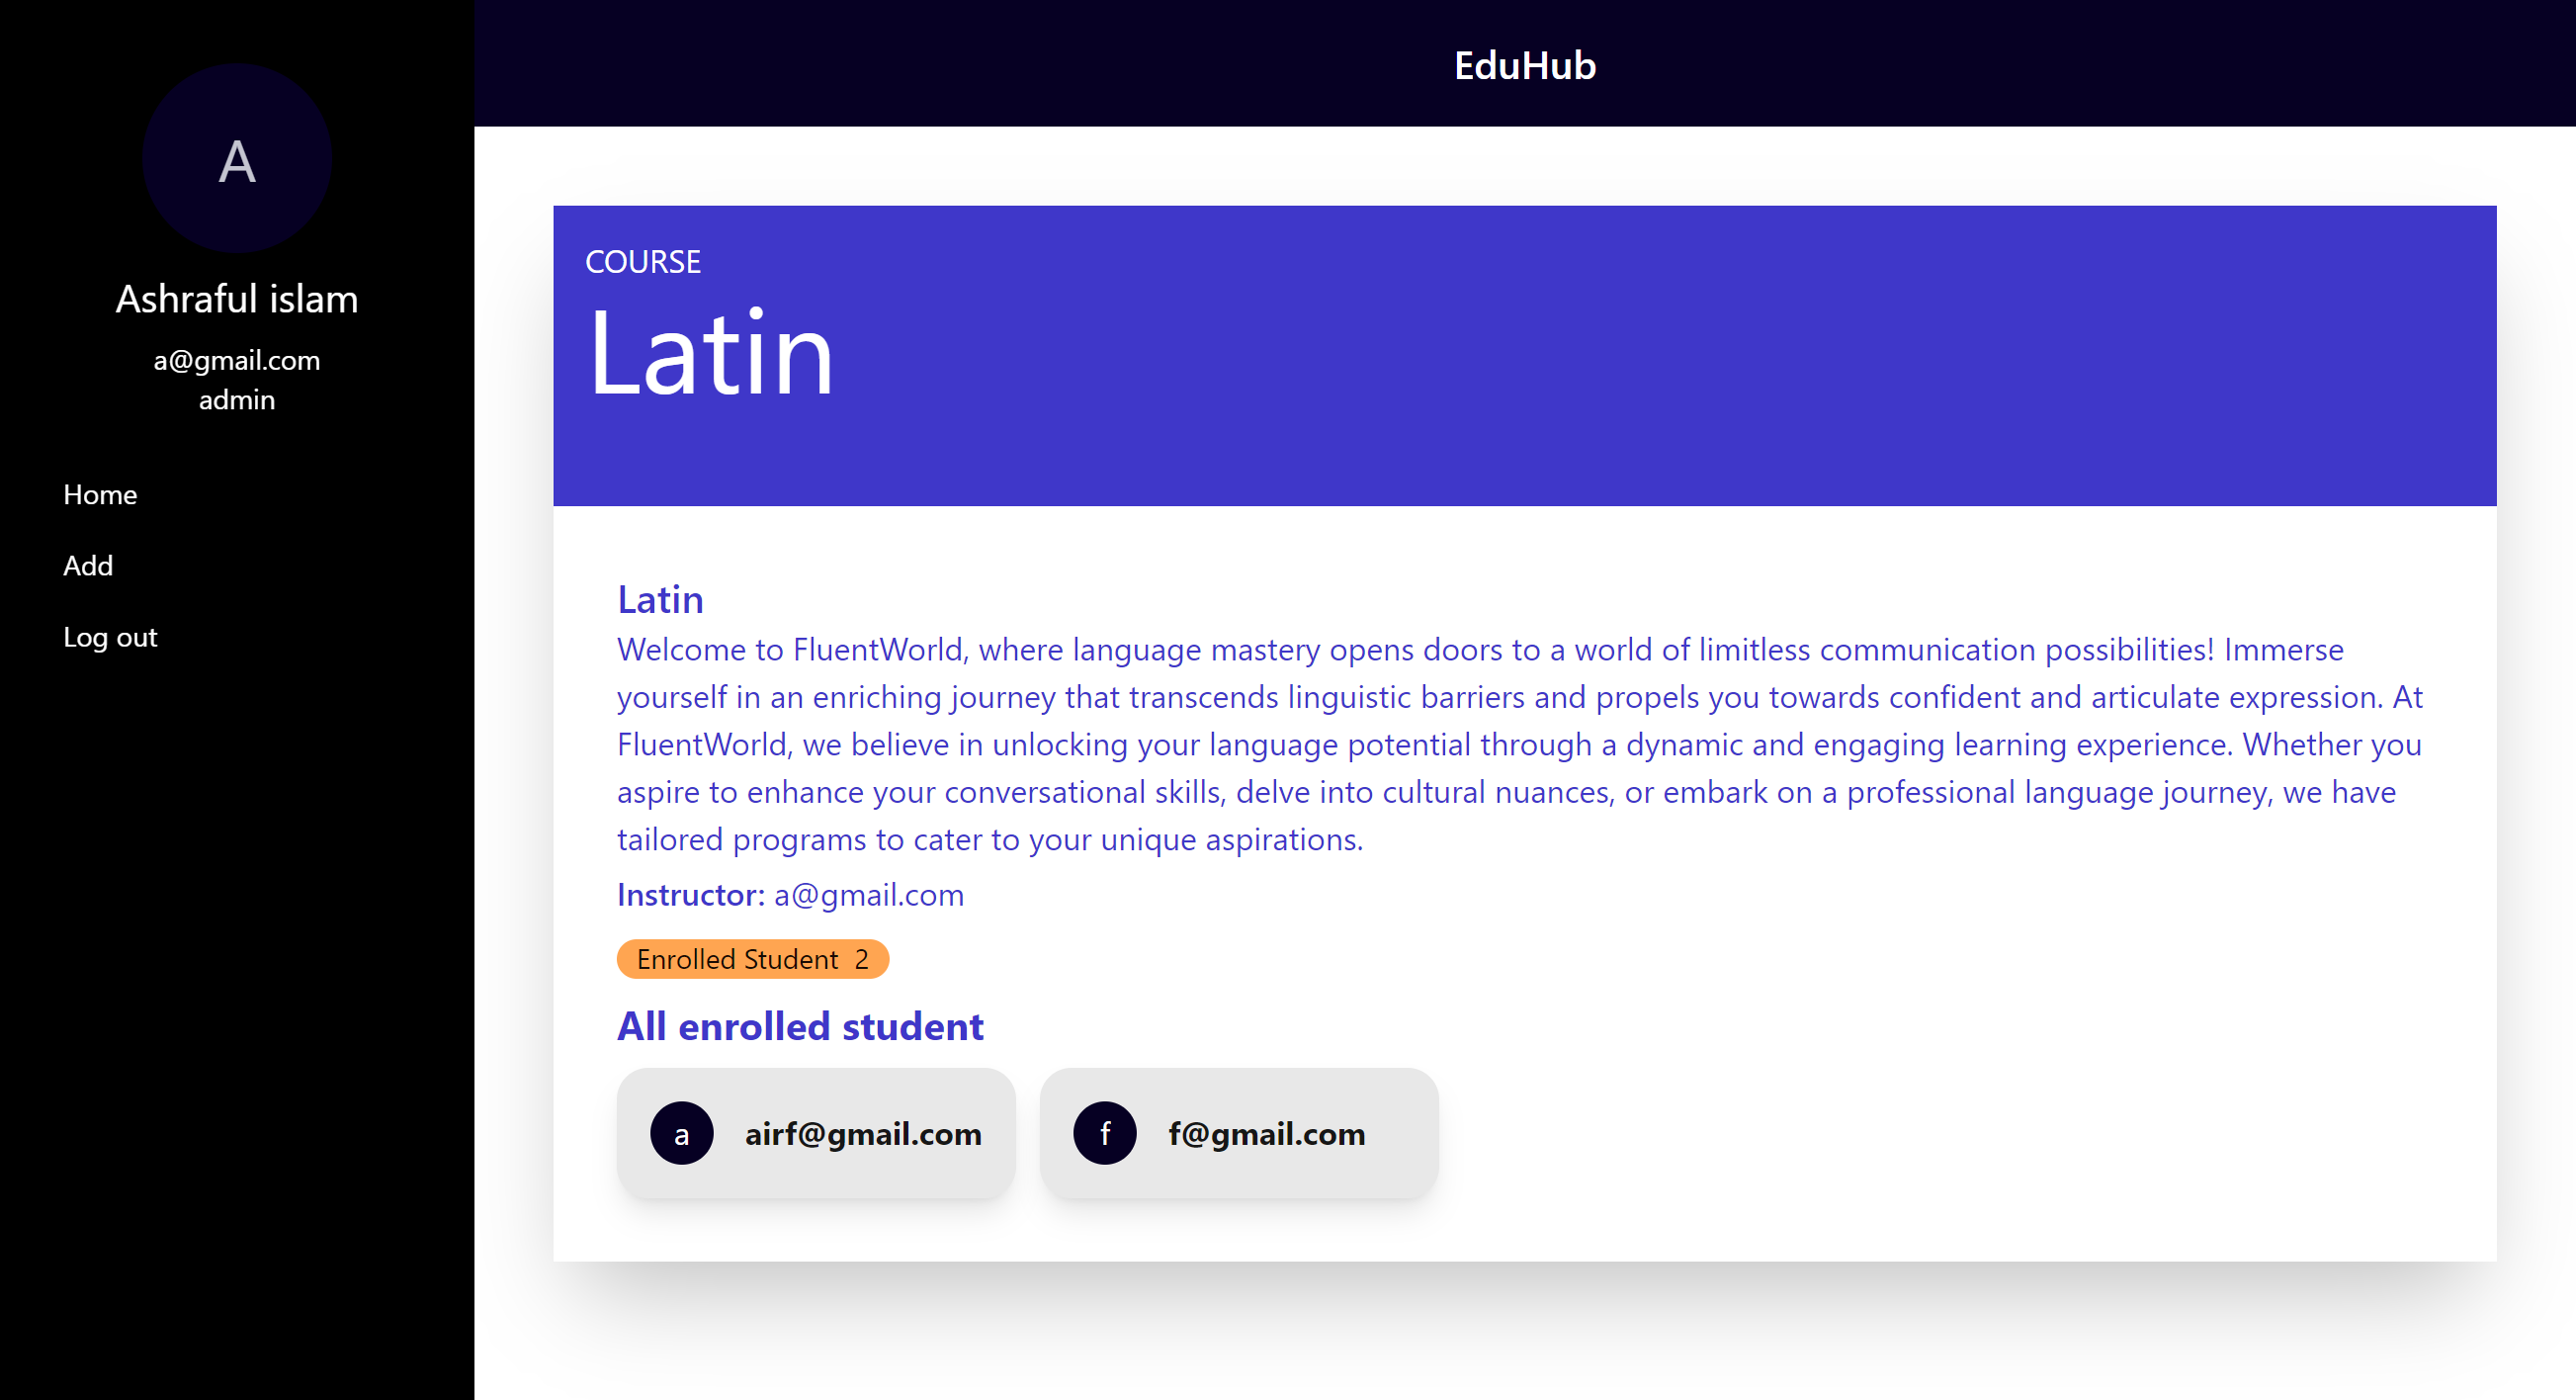 A
Ashraful islam
a@gmail.com
admin
Home
Add
Log out
EduHub
COURSE
Latin
Latin
Welcome to FluentWorld, where language mastery opens doors to a world of limitless communication possibilities! Immerse
yourself in an enriching journey that transcends linguistic barriers and propels you towards confident and articulate expression. At
FluentWorld, we believe in unlocking your language potential through a dynamic and engaging learning experience. Whether you
aspire to enhance your conversational skills, delve into cultural nuances, or embark on a professional language journey, we have
tailored programs to cater to your unique aspirations.
Instructor: a@gmail.com
Enrolled Student 2
All enrolled student
a airf@gmail.com
f f@gmail.com